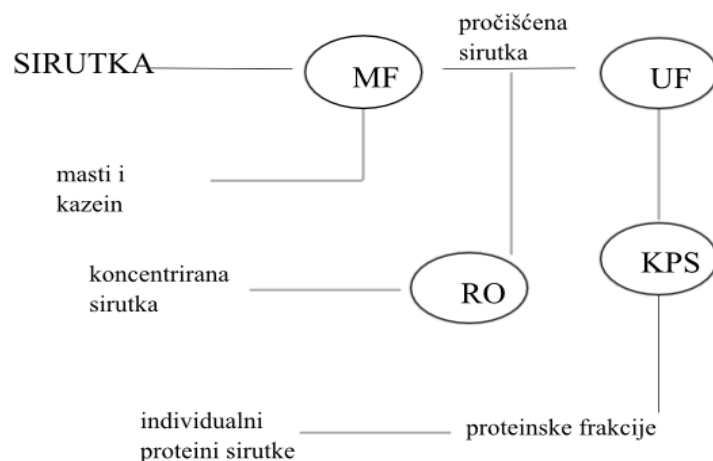 pročišćena
sirutka
SIRUTKA
MF
UF
masti i
kazein
KPS
koncentrirana
sirutka
RO
individualni
proteini sirutke
proteinske frakcije